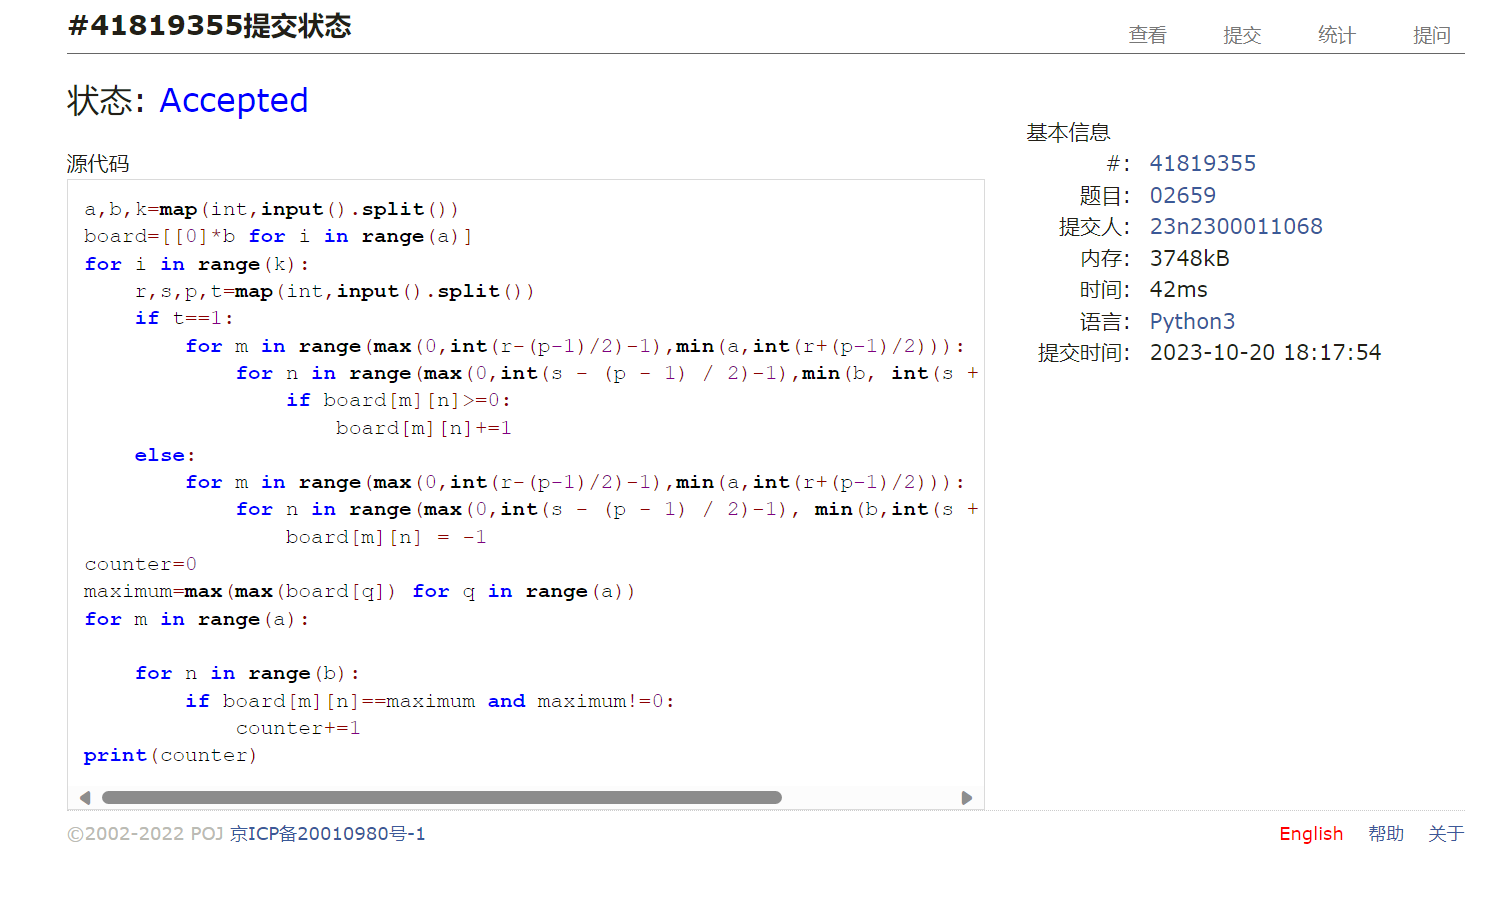 #41819355提交状态
查看 提交 统计 提问
状态: Accepted
源代码
a,b,k=map(int,input().split())
board=[[0]*b for i in range(a)]
for i in range(k):
    r,s,p,t=map(int,input().split())
    if t==1:
        for m in range(max(0,int(r-(p-1)/2)-1),min(a,int(r+(p-1)/2))):
            for n in range(max(0,int(s - (p - 1) / 2)-1),min(b, int(s +
                if board[m][n]>=0:
                    board[m][n]+=1
    else:
        for m in range(max(0,int(r-(p-1)/2)-1),min(a,int(r+(p-1)/2))):
            for n in range(max(0,int(s - (p - 1) / 2)-1), min(b,int(s +
                board[m][n] = -1
counter=0
maximum=max(max(board[q]) for q in range(a))
for m in range(a):
    for n in range(b):
        if board[m][n]==maximum and maximum!=0:
            counter+=1
print(counter)
基本信息
#: 41819355
题目: 02659
提交人: 23n2300011068
内存: 3748kB
时间: 42ms
语言: Python3
提交时间: 2023-10-20 18:17:54
©2002-2022 POJ 京ICP备20010980号-1
English 帮助 关于